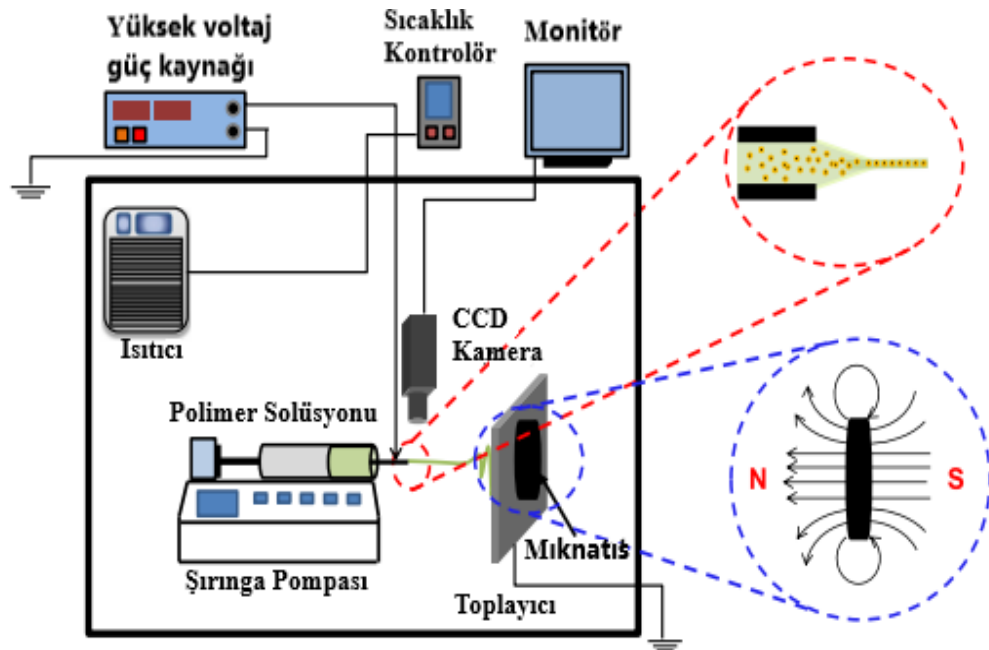 Yüksek voltaj
güç kaynağı
Sıcaklık
Kontrolör
Monitör
Isıtıcı
CCD
Kamera
Polimer Solüsyonu
Şırınga Pompası
Mıknatıs
Toplayıcı
N
S